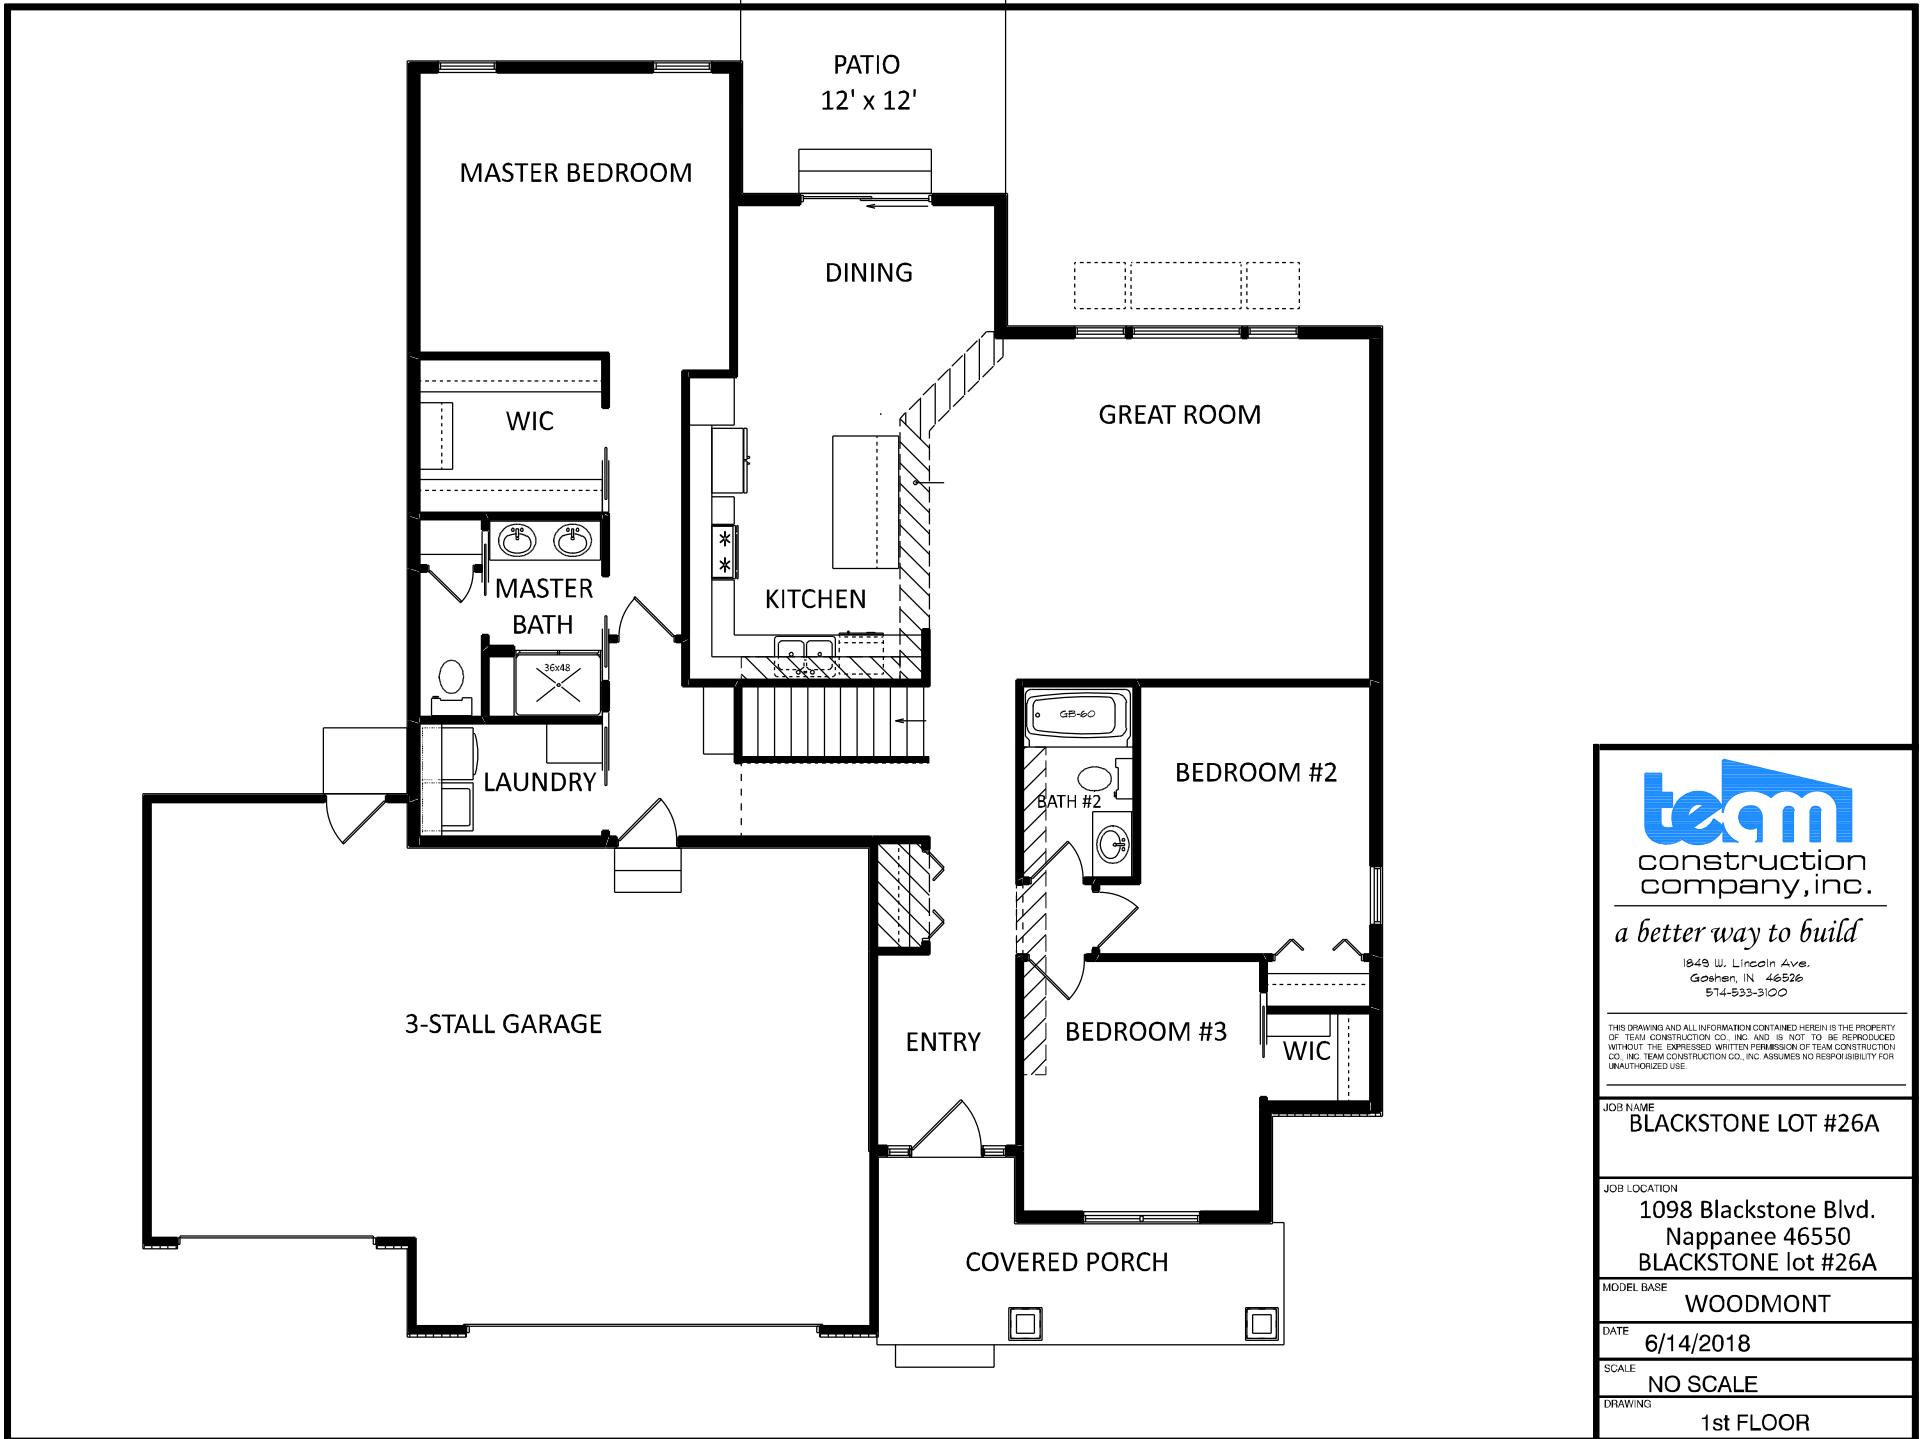 PATIO
12' x 12'
MASTER BEDROOM
DINING
WIC
GREAT ROOM
MASTER
BATH
KITCHEN
36x48
GB-60
LAUNDRY
BATH #2
BEDROOM #2
3-STALL GARAGE
ENTRY
BEDROOM #3
WIC
COVERED PORCH
team
construction
company,inc.
a better way to build
1849 W. Lincoln Ave.
Goshen, IN 46526
574-533-3100
THIS DRAWING AND ALL INFORMATION CONTAINED HEREIN IS THE PROPERTY
OF TEAM CONSTRUCTION CO., INC. AND IS NOT TO BE REPRODUCED
WITHOUT THE EXPRESSED WRITTEN PERMISSION OF TEAM CONSTRUCTION
CO., INC. TEAM CONSTRUCTION CO., INC. ASSUMES NO RESPONSIBILITY FOR
UNAUTHORIZED USE.
JOB NAME
BLACKSTONE LOT #26A
JOB LOCATION
1098 Blackstone Blvd.
Nappanee 46550
BLACKSTONE lot #26A
MODEL BASE
WOODMONT
DATE
6/14/2018
SCALE
NO SCALE
DRAWING
1st FLOOR